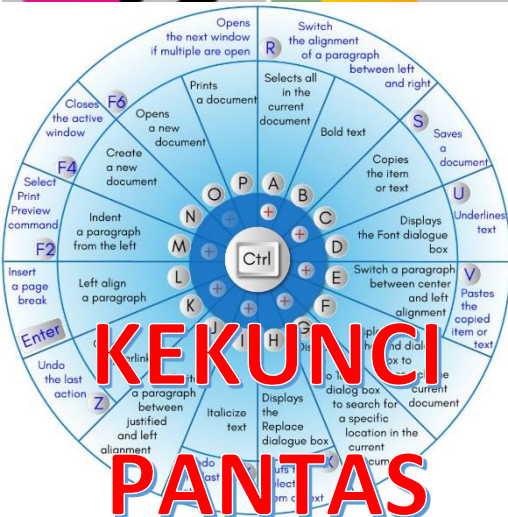 Opens
the next window
if multiple are open
R
Switch
the alignment
of a paragraph
between left
and right
F6
Closes
the active
window
F4
Select
Print
Preview
command
F2
Insert
a page
break
Enter
Undo
the last
action
Z
S
Saves
a
document
U
Underlines
text
V
Pastes
the
copied
item or
text
X
Prints
a document
Selects all
in the
current
document
Bold text
Copies
the item
or text
Displays
the Font dialogue
box
Switch a paragraph
between center
and left
alignment
Opens
a new
document
Create
a new
document
Indent
a paragraph
from the left
Left align
a paragraph
a paragraph
between
justified
and left
alignment
Italicize
text
Displays
the
Replace
dialogue box
dialog box
to search for
a specific
location in the
current
current
document
P
A
B
C
D
E
F
G
H
I
J
K
L
M
N
O
Ctrl
KEKUNCI
PANTAS